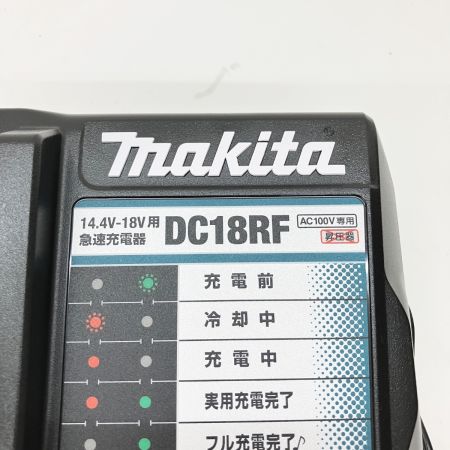 makita
14.4V-18V用
急速充電器
DC18RF
AC100V専用
昇圧器
充電前
冷却中
充電中
実用充電完了
フル充電完了♪